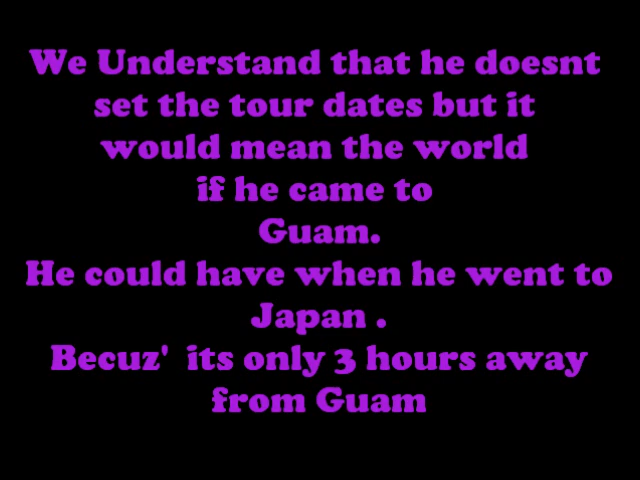 We Understand that he doesnt
set the tour dates but it
would mean the world
if he came to
Guam.
He could have when he went to
Japan .
Becuz'  its only 3 hours away
from Guam